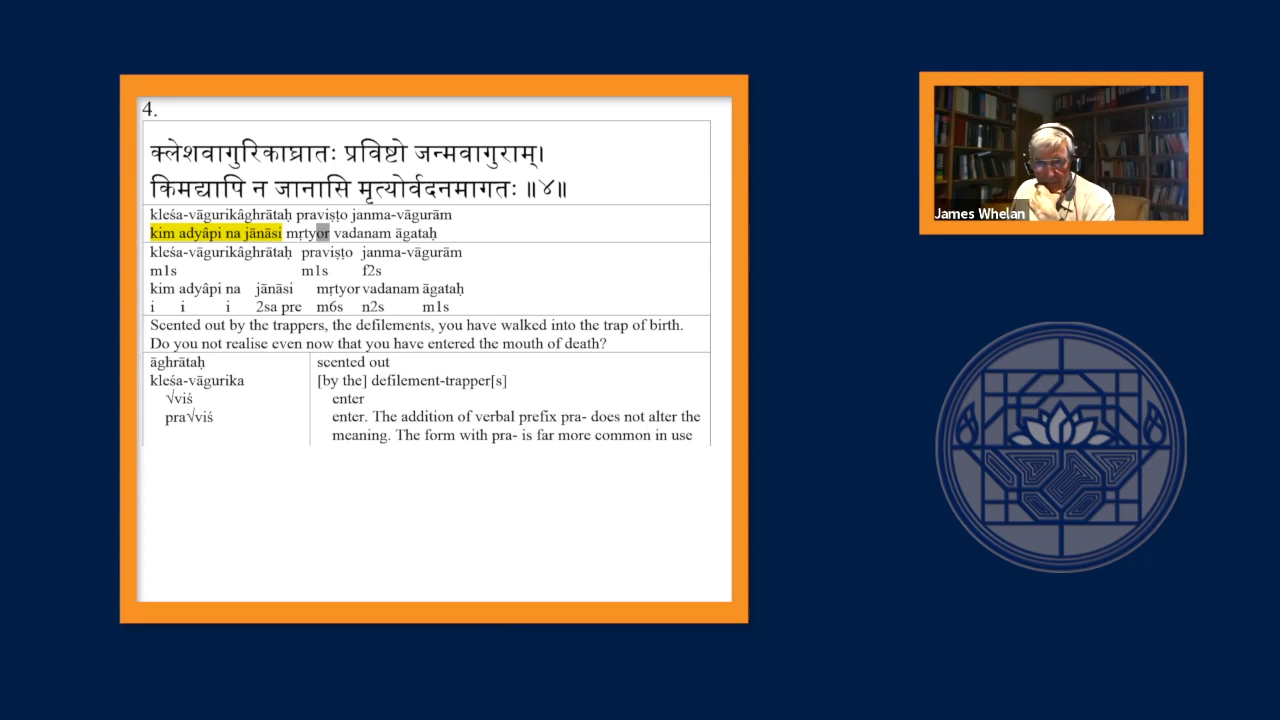 4.
क्लेशवागुरिकाघ्रातः प्रविष्टो जन्मवागुराम्।
किमद्यापि न जानासि मृत्योर्वदनमागतः ॥४॥
kleśa-vāgurikâghrātaḥ praviṣṭo janma-vāgurām
kim adyâpi na jānāsi mṛtyor vadanam āgataḥ
kleśa-vāgurikâghrātaḥ praviṣṭo janma-vāgurām
m1s m1s f2s
kim adyâpi na jānāsi mṛtyor vadanam āgataḥ
i i i 2sa pre m6s n2s m1s
Scented out by the trappers, the defilements, you have walked into the trap of birth.
Do you not realise even now that you have entered the mouth of death?
āghrātaḥ scented out
kleśa-vāgurika [by the] defilement-trapper[s]
√viś enter
pra√viś enter. The addition of verbal prefix pra- does not alter the
meaning. The form with pra- is far more common in use
James Whelan